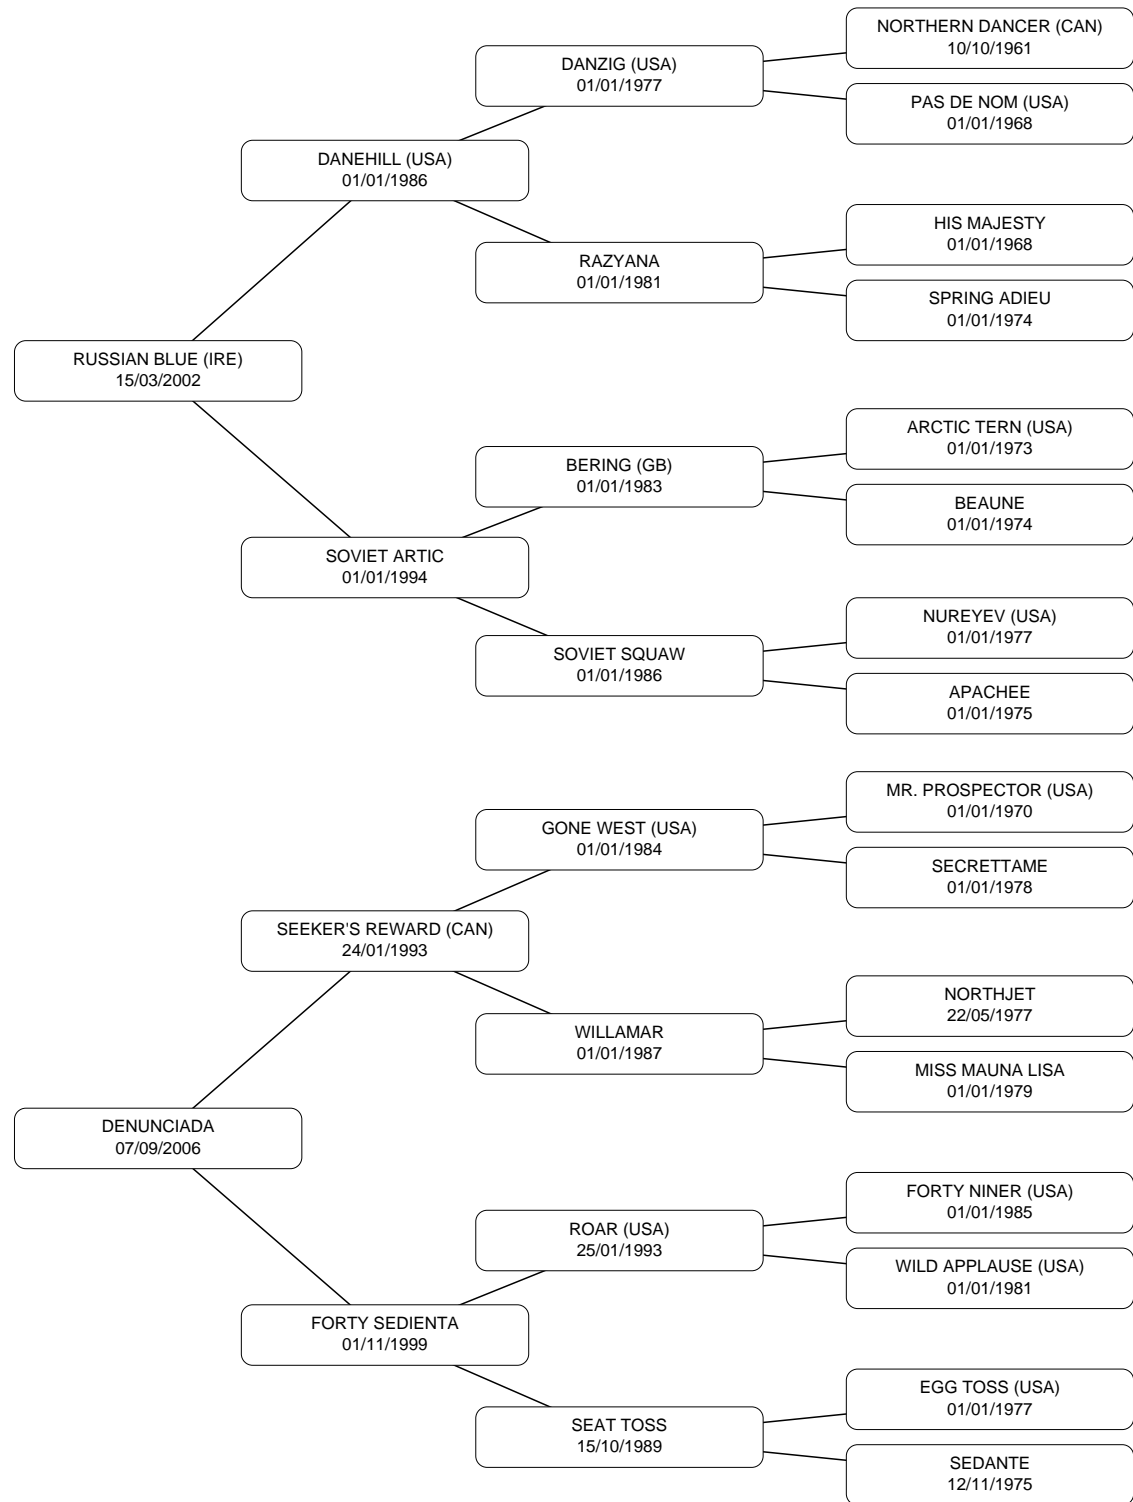 NORTHERN DANCER (CAN)
10/10/1961
DANZIG (USA)
01/01/1977
PAS DE NOM (USA)
01/01/1968
DANEHILL (USA)
01/01/1986
HIS MAJESTY
01/01/1968
RAZYANA
01/01/1981
SPRING ADIEU
01/01/1974
RUSSIAN BLUE (IRE)
15/03/2002
ARCTIC TERN (USA)
01/01/1973
BERING (GB)
01/01/1983
BEAUNE
01/01/1974
SOVIET ARTIC
01/01/1994
NUREYEV (USA)
01/01/1977
SOVIET SQUAW
01/01/1986
APACHEE
01/01/1975
MR. PROSPECTOR (USA)
01/01/1970
GONE WEST (USA)
01/01/1984
SECRETTAME
01/01/1978
SEEKER'S REWARD (CAN)
24/01/1993
NORTHJET
22/05/1977
WILLAMAR
01/01/1987
MISS MAUNA LISA
01/01/1979
DENUNCIADA
07/09/2006
FORTY NINER (USA)
01/01/1985
ROAR (USA)
25/01/1993
WILD APPLAUSE (USA)
01/01/1981
FORTY SEDIENTA
01/11/1999
EGG TOSS (USA)
01/01/1977
SEAT TOSS
15/10/1989
SEDANTE
12/11/1975